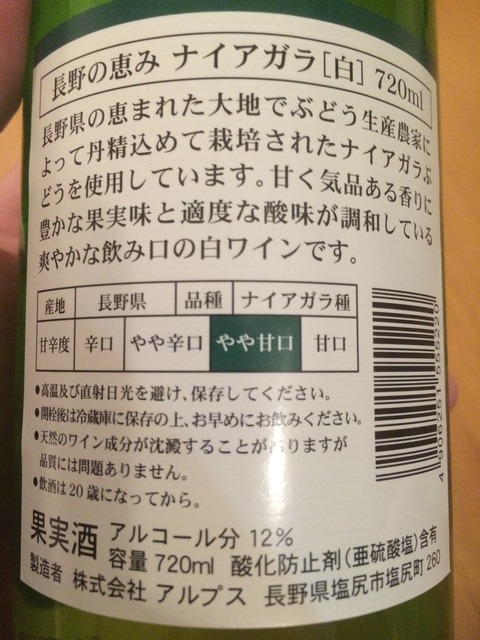 長野の恵み ナイアガラ[白] 720ml
長野県の恵まれた大地でぶどう生産農家に
よって丹精込めて栽培されたナイアガラぶ
どうを使用しています。甘く気品ある香りに
豊かな果実味と適度な酸味が調和している
爽やかな飲み口の白ワインです。
産地 長野県 品種 ナイアガラ種
甘辛度 辛口 やや辛口 やや甘口 甘口
●高温及び直射日光を避け、保存してください。
●開栓後は冷蔵庫に保存の上、お早めにお飲みください。
●天然のワイン成分が沈澱することがありますが
品質には問題ありません。
●飲酒は20歳になってから。
4906251555220
果実酒 アルコール分 12%
容量 720ml 酸化防止剤(亜硫酸塩)含有
製造者 株式会社 アルプス 長野県塩尻市塩尻町 260